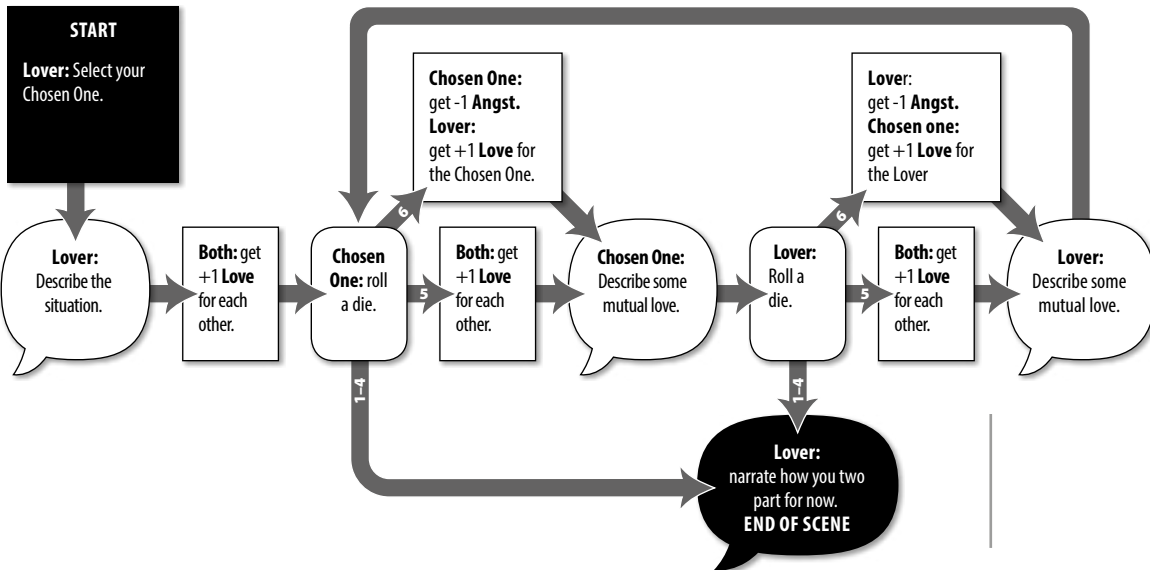 START
Lover: Select your
Chosen One.
Lover:
Describe the
situation.
Both: get
+1 Love
for each
other.
Chosen
One: roll
a die.
6
Chosen One:
get -1 Angst.
Lover:
get +1 Love for
the Chosen One.
5
Both: get
+1 Love
for each
other.
Chosen One:
Describe some
mutual love.
Lover:
Roll a
die.
6
Lover:
get -1 Angst.
Chosen one:
get +1 Love for
the Lover
5
Both: get
+1 Love
for each
other.
Lover:
Describe some
mutual love.
1–4
1–4
Lover:
narrate how you two
part for now.
END OF SCENE